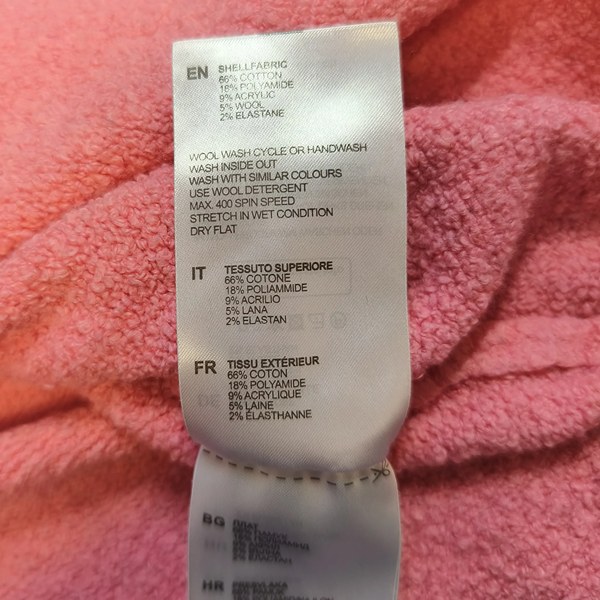 EN SHELLFABRIC
66% COTTON
18% POLYAMIDE
9% ACRYLIC
5% WOOL
2% ELASTANE
WOOL WASH CYCLE OR HANDWASH
WASH INSIDE OUT
WASH WITH SIMILAR COLOURS
USE WOOL DETERGENT
MAX. 400 SPIN SPEED
STRETCH IN WET CONDITION
DRY FLAT
IT TESSUTO SUPERIORE
66% COTONE
18% POLIAMMIDE
9% ACRILIO
5% LANA
2% ELASTAN
FR TISSU EXTÉRIEUR
66% COTON
18% POLYAMIDE
9% ACRYLIQUE
5% LAINE
2% ÉLASTHANNE
BG
HR